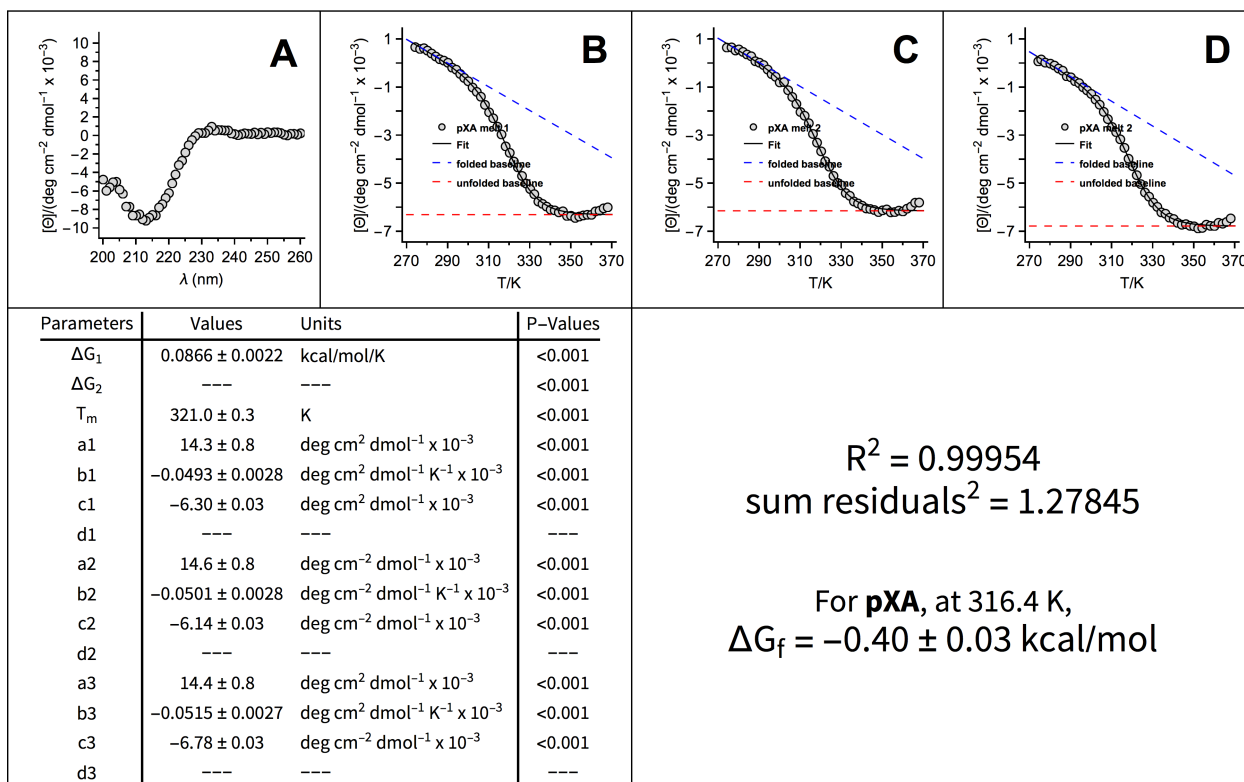 A
B
C
D
[Θ]/(deg cm⁻² dmol⁻¹ x 10⁻³)
10
8
6
4
2
0
−2
−4
−6
−8
−10
200 210 220 230 240 250 260
λ (nm)
[Θ]/(deg cm⁻² dmol⁻¹ x 10⁻³)
1
−1
−3
−5
−7
pXA melt 1
Fit
folded baseline
unfolded baseline
270 290 310 330 350 370
T/K
[Θ]/(deg cm⁻² dmol⁻¹ x 10⁻³)
1
−1
−3
−5
−7
pXA melt 2
Fit
folded baseline
unfolded baseline
270 290 310 330 350 370
T/K
[Θ]/(deg cm⁻² dmol⁻¹ x 10⁻³)
1
−1
−3
−5
−7
pXA melt 2
Fit
folded baseline
unfolded baseline
270 290 310 330 350 370
T/K
Parameters Values Units P−Values
ΔG₁ 0.0866 ± 0.0022 kcal/mol/K <0.001
ΔG₂ −−− −−− <0.001
Tₘ 321.0 ± 0.3 K <0.001
a1 14.3 ± 0.8 deg cm² dmol⁻¹ x 10⁻³ <0.001
b1 −0.0493 ± 0.0028 deg cm² dmol⁻¹ K⁻¹ x 10⁻³ <0.001
c1 −6.30 ± 0.03 deg cm² dmol⁻¹ x 10⁻³ <0.001
d1 −−− −−− −−−
a2 14.6 ± 0.8 deg cm⁻² dmol⁻¹ x 10⁻³ <0.001
b2 −0.0501 ± 0.0028 deg cm⁻² dmol⁻¹ K⁻¹ x 10⁻³ <0.001
c2 −6.14 ± 0.03 deg cm⁻² dmol⁻¹ x 10⁻³ <0.001
d2 −−− −−− −−−
a3 14.4 ± 0.8 deg cm² dmol⁻¹ x 10⁻³ <0.001
b3 −0.0515 ± 0.0027 deg cm² dmol⁻¹ K⁻¹ x 10⁻³ <0.001
c3 −6.78 ± 0.03 deg cm⁻² dmol⁻¹ x 10⁻³ <0.001
d3 −−− −−− −−−
R² = 0.99954
sum residuals² = 1.27845
For pXA, at 316.4 K,
ΔG_f = −0.40 ± 0.03 kcal/mol